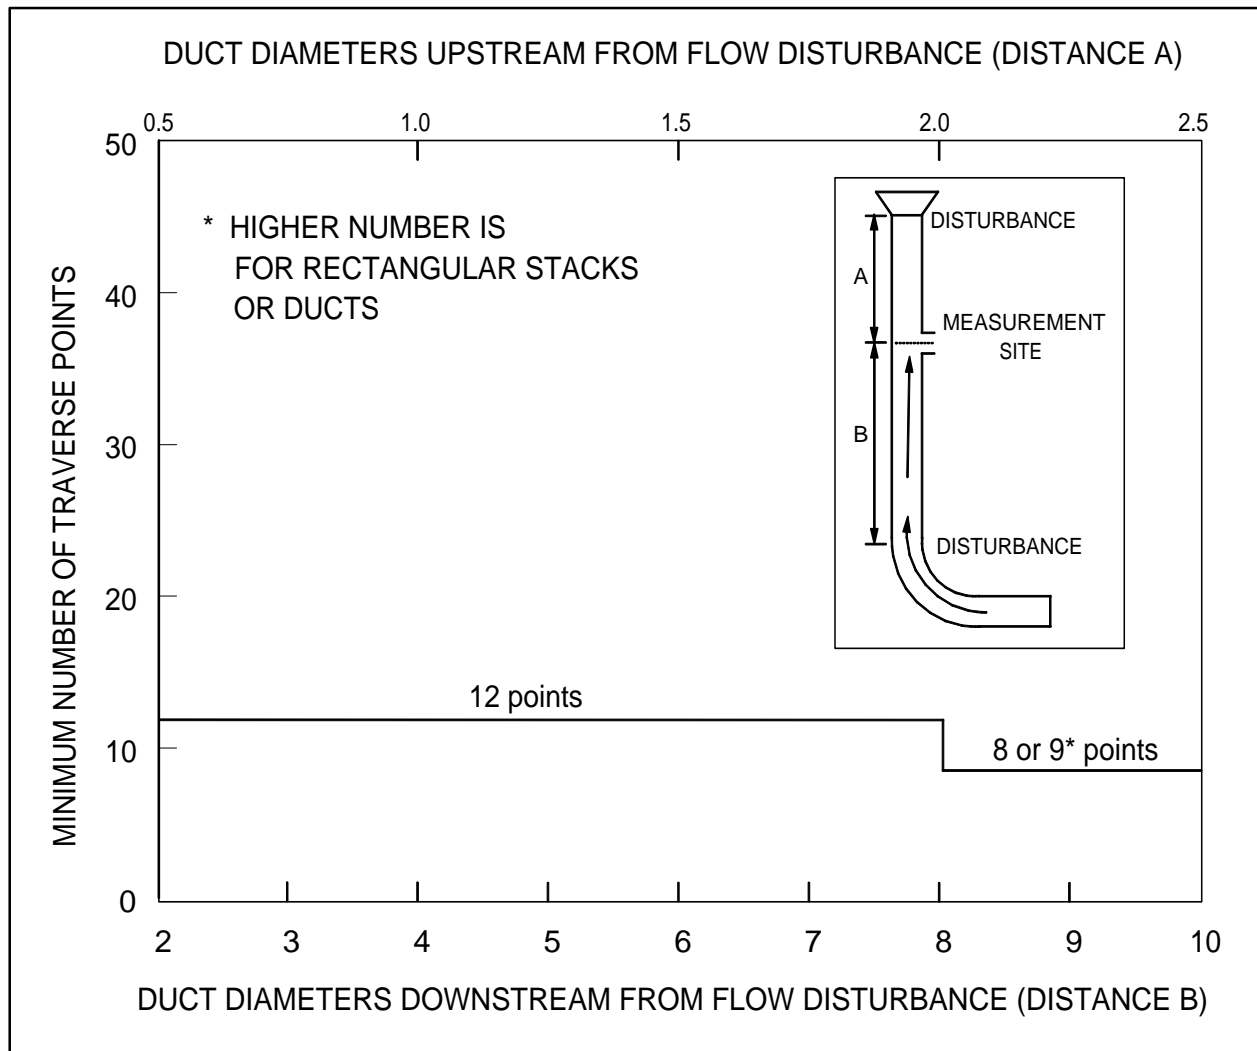 DUCT DIAMETERS UPSTREAM FROM FLOW DISTURBANCE (DISTANCE A)
0.5 1.0 1.5 2.0 2.5
50
* HIGHER NUMBER IS
FOR RECTANGULAR STACKS
OR DUCTS
40
30
20
10
0
MINIMUM NUMBER OF TRAVERSE POINTS
DISTURBANCE
A
MEASUREMENT
SITE
B
DISTURBANCE
12 points
8 or 9* points
2 3 4 5 6 7 8 9 10
DUCT DIAMETERS DOWNSTREAM FROM FLOW DISTURBANCE (DISTANCE B)